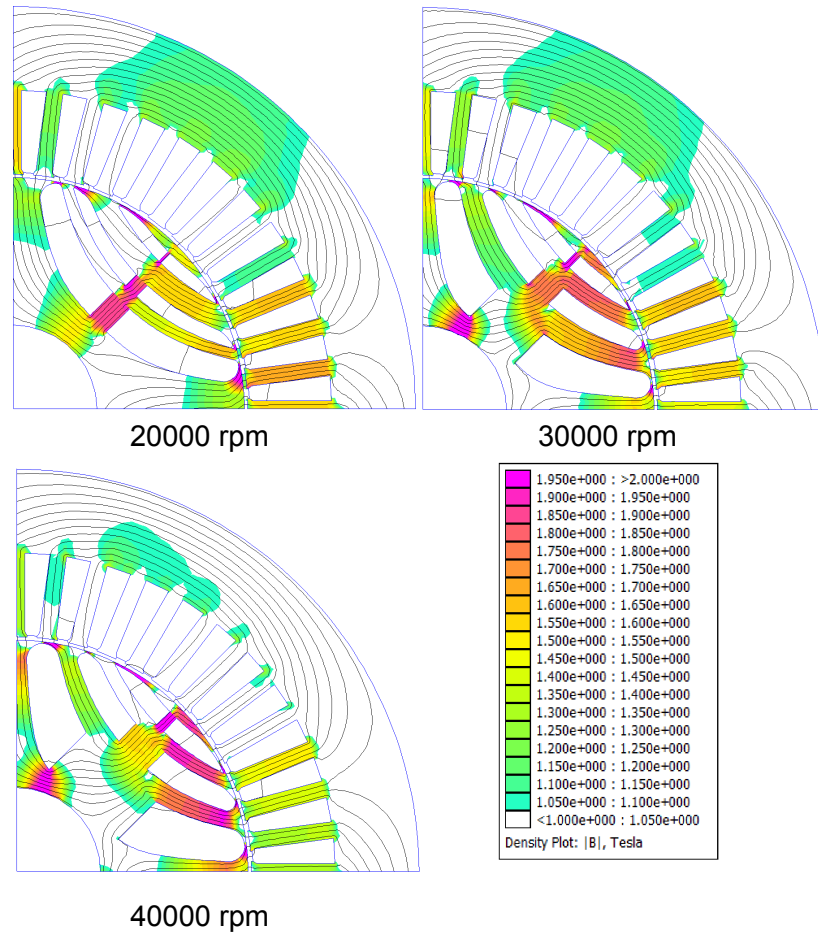 20000 rpm
30000 rpm
1.950e+000 : >2.000e+000
1.900e+000 : 1.950e+000
1.850e+000 : 1.900e+000
1.800e+000 : 1.850e+000
1.750e+000 : 1.800e+000
1.700e+000 : 1.750e+000
1.650e+000 : 1.700e+000
1.600e+000 : 1.650e+000
1.550e+000 : 1.600e+000
1.500e+000 : 1.550e+000
1.450e+000 : 1.500e+000
1.400e+000 : 1.450e+000
1.350e+000 : 1.400e+000
1.300e+000 : 1.350e+000
1.250e+000 : 1.300e+000
1.200e+000 : 1.250e+000
1.150e+000 : 1.200e+000
1.100e+000 : 1.150e+000
1.050e+000 : 1.100e+000
<1.000e+000 : 1.050e+000
Density Plot: |B|, Tesla
40000 rpm